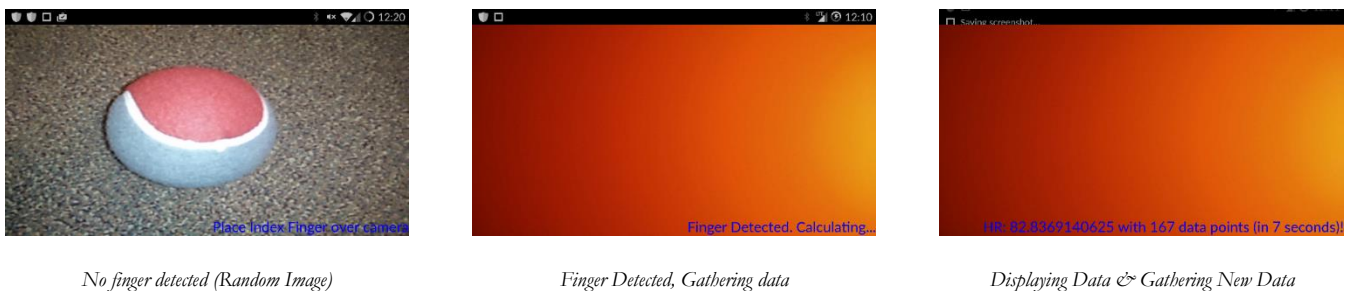 12:20
Place Index Finger over camera
12:10
Finger Detected. Calculating...
Saving screenshot...
HR: 82.8369140625 with 167 data points (in 7 seconds)!
No finger detected (Random Image)
Finger Detected, Gathering data
Displaying Data & Gathering New Data